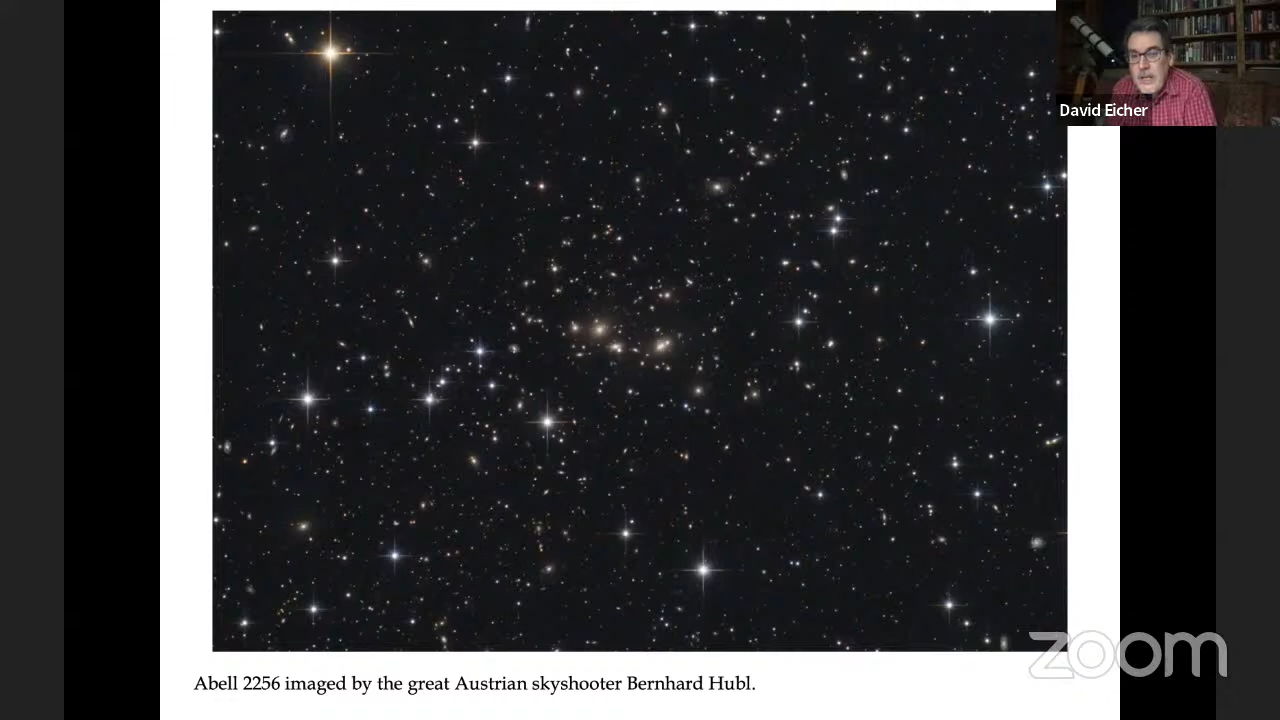 David Eicher
zoom
Abell 2256 imaged by the great Austrian skyshooter Bernhard Hubl.